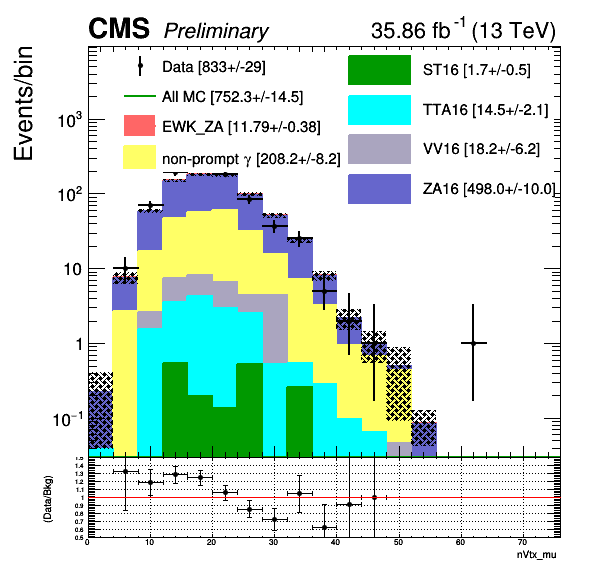 CMS Preliminary 35.86 fb⁻¹ (13 TeV)
Events/bin
Data [833+/-29]
All MC [752.3+/-14.5]
EWK_ZA [11.79+/-0.38]
non-prompt γ [208.2+/-8.2]
ST16 [1.7+/-0.5]
TTA16 [14.5+/-2.1]
VV16 [18.2+/-6.2]
ZA16 [498.0+/-10.0]
10³
10²
10
1
10⁻¹
(Data/Bkg)
1.5
1.4
1.3
1.2
1.1
1
0.9
0.8
0.7
0.6
0.5
0 10 20 30 40 50 60 70
nVtx_mu